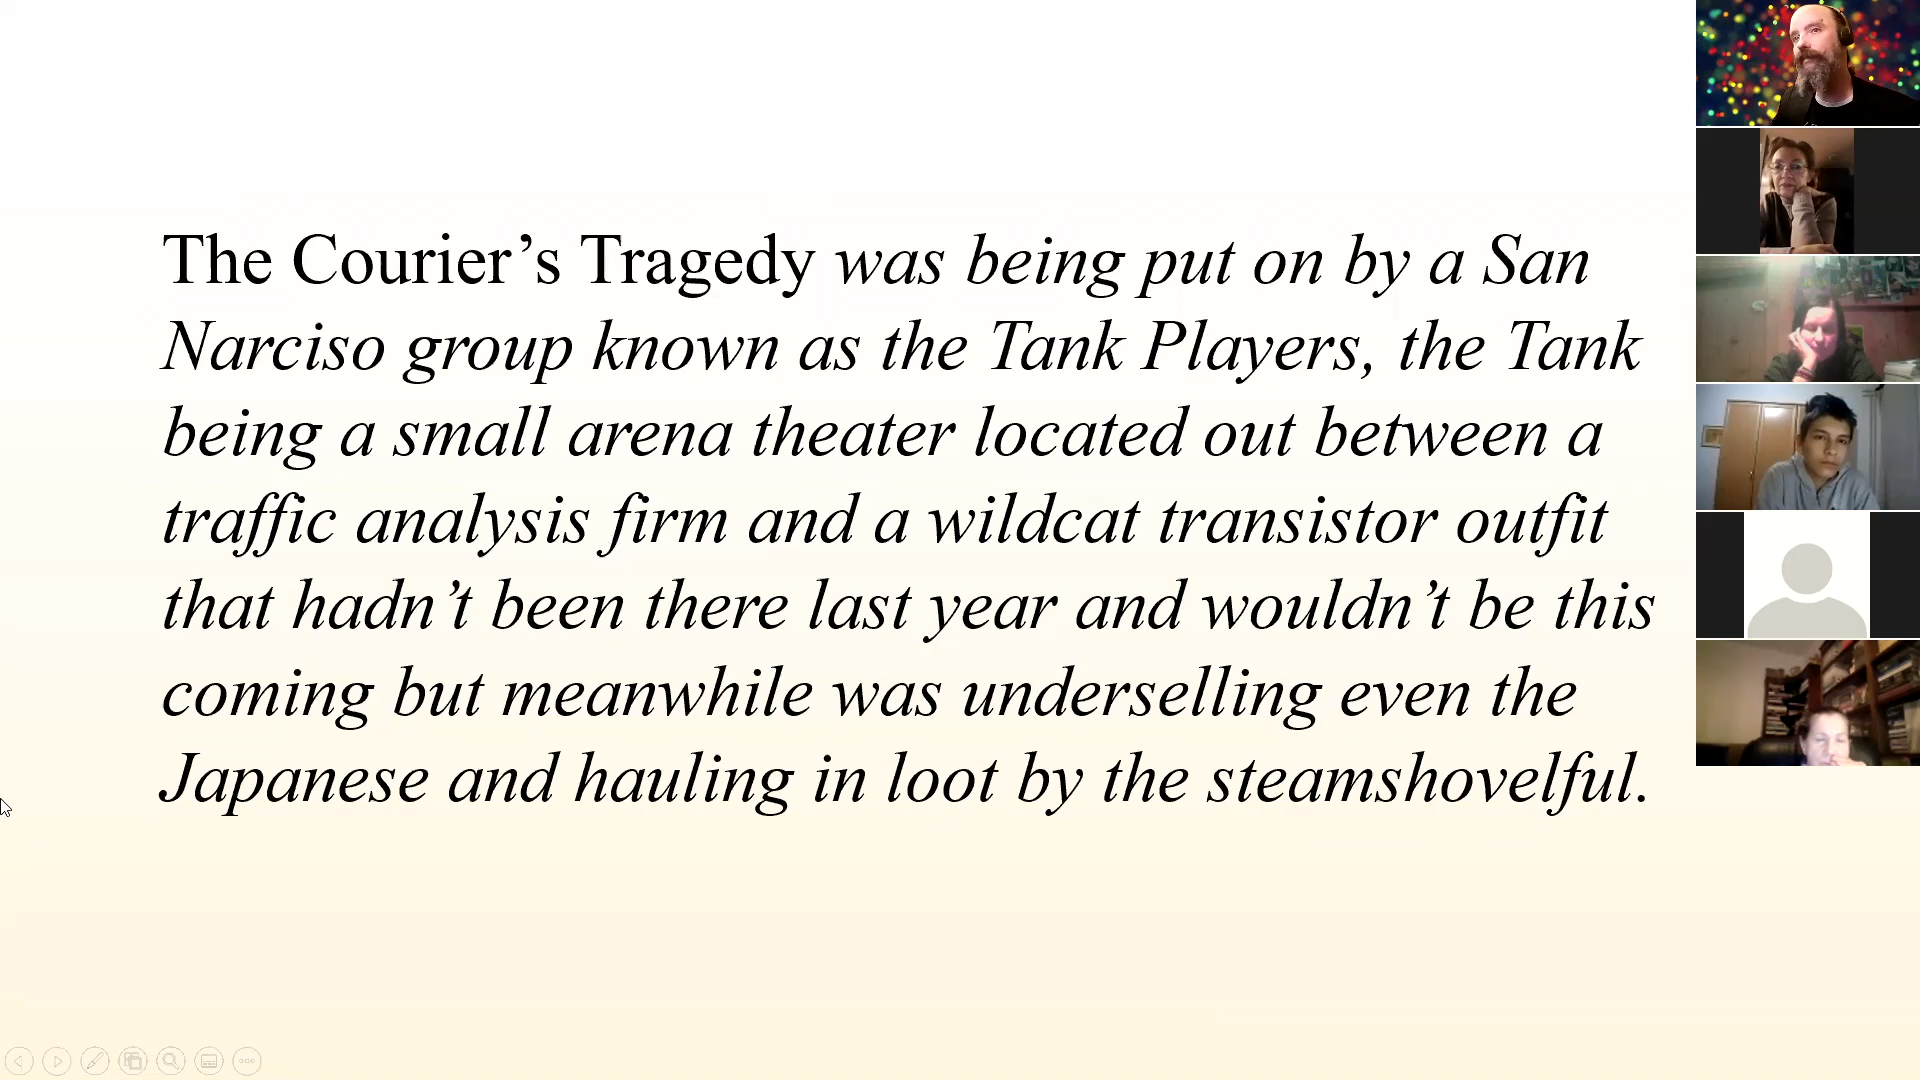 The Courier’s Tragedy was being put on by a San
Narciso group known as the Tank Players, the Tank
being a small arena theater located out between a
traffic analysis firm and a wildcat transistor outfit
that hadn’t been there last year and wouldn’t be this
coming but meanwhile was underselling even the
Japanese and hauling in loot by the steamshovelful.